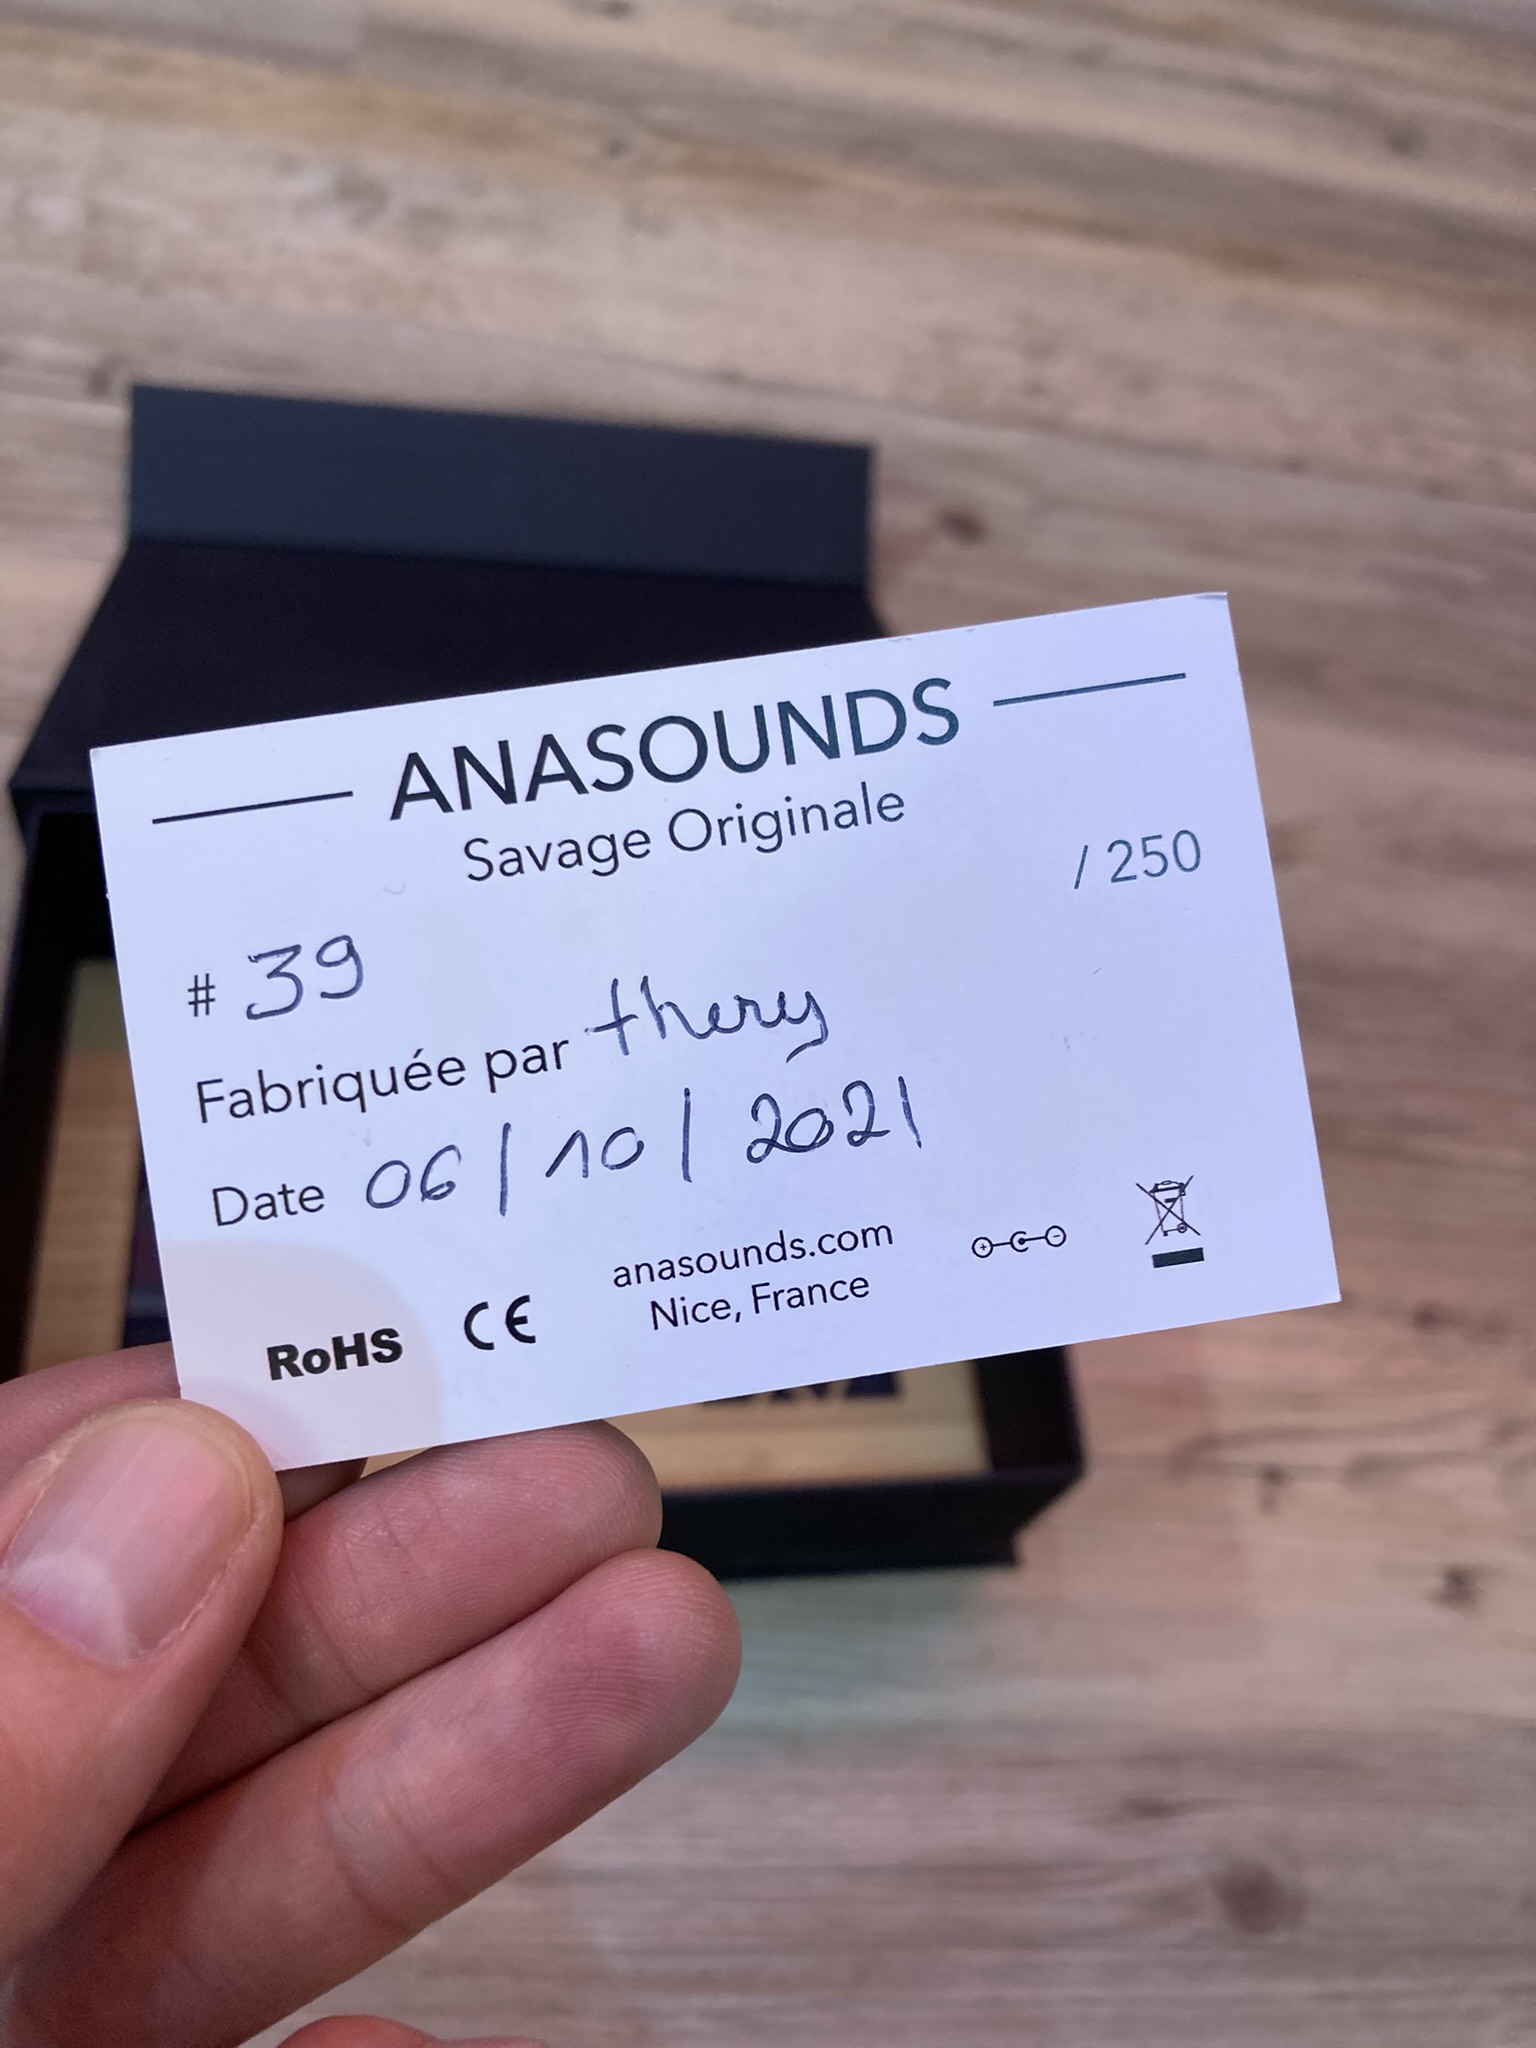 ANASOUNDS
Savage Originale
# 39 / 250
Fabriquée par thery
Date 06/10/2021
RoHS CE
anasounds.com
Nice, France